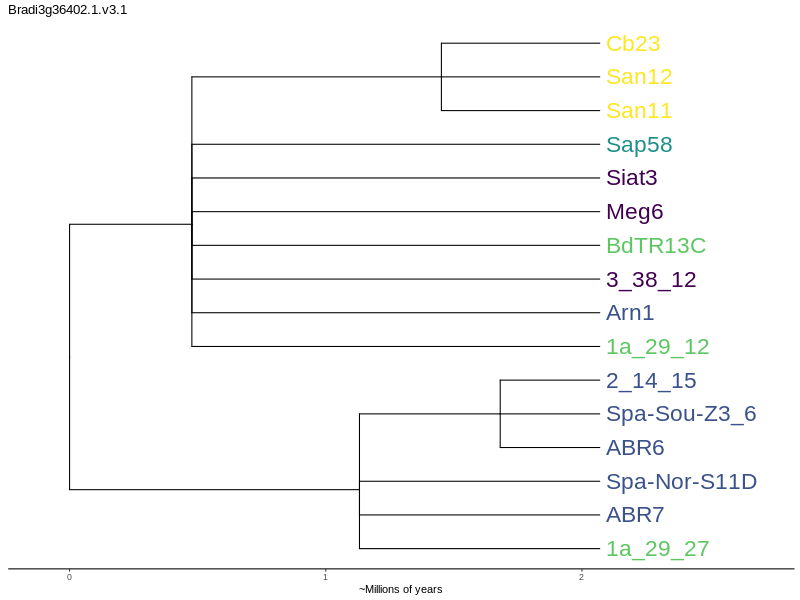 Bradi3g36402.1.v3.1
Cb23
San12
San11
Sap58
Siat3
Meg6
BdTR13C
3_38_12
Arn1
1a_29_12
2_14_15
Spa-Sou-Z3_6
ABR6
Spa-Nor-S11D
ABR7
1a_29_27
0 1 2
~Millions of years